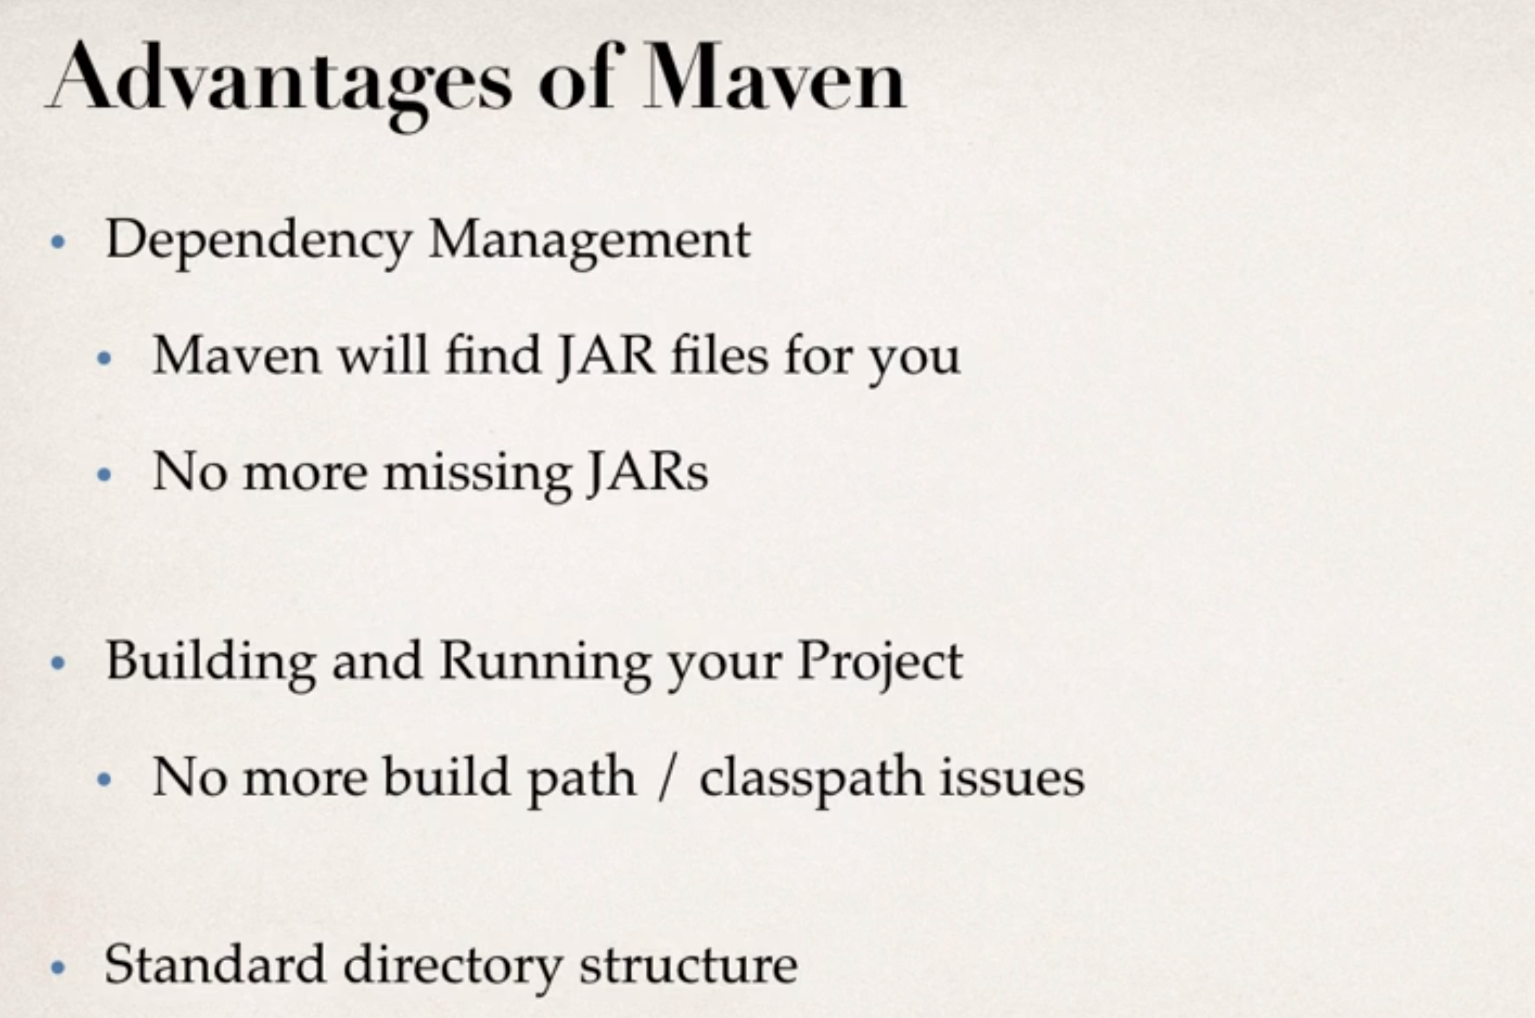 Advantages of Maven
• Dependency Management
• Maven will find JAR files for you
• No more missing JARs
• Building and Running your Project
• No more build path / classpath issues
• Standard directory structure